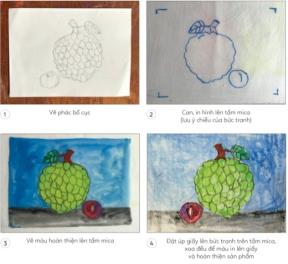 1 Vẽ phác bố cục
2 Can, in hình lên tấm mica
(lưu ý chiều của bức tranh)
3 Vẽ màu hoàn thiện lên tấm mica
4 Đặt úp giấy lên bức tranh trên tấm mica,
xoa đều để màu in lên giấy
và hoàn thiện sản phẩm